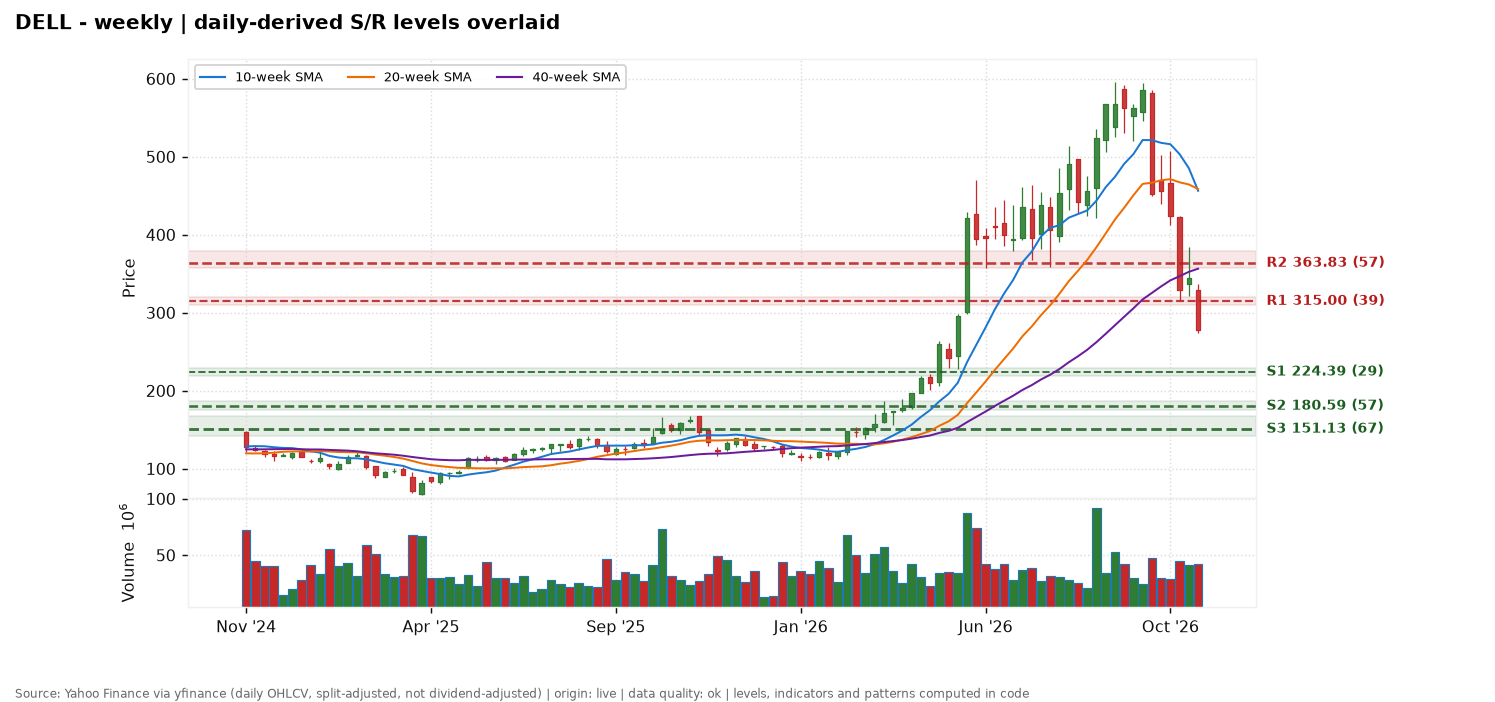 DELL - weekly | daily-derived S/R levels overlaid
10-week SMA 20-week SMA 40-week SMA
600
500
400
300
200
100
Price
R2 363.83 (57)
R1 315.00 (39)
S1 224.39 (29)
S2 180.59 (57)
S3 151.13 (67)
100
50
Volume 10⁶
Nov '24 Apr '25 Sep '25 Jan '26 Jun '26 Oct '26
Source: Yahoo Finance via yfinance (daily OHLCV, split-adjusted, not dividend-adjusted) | origin: live | data quality: ok | levels, indicators and patterns computed in code